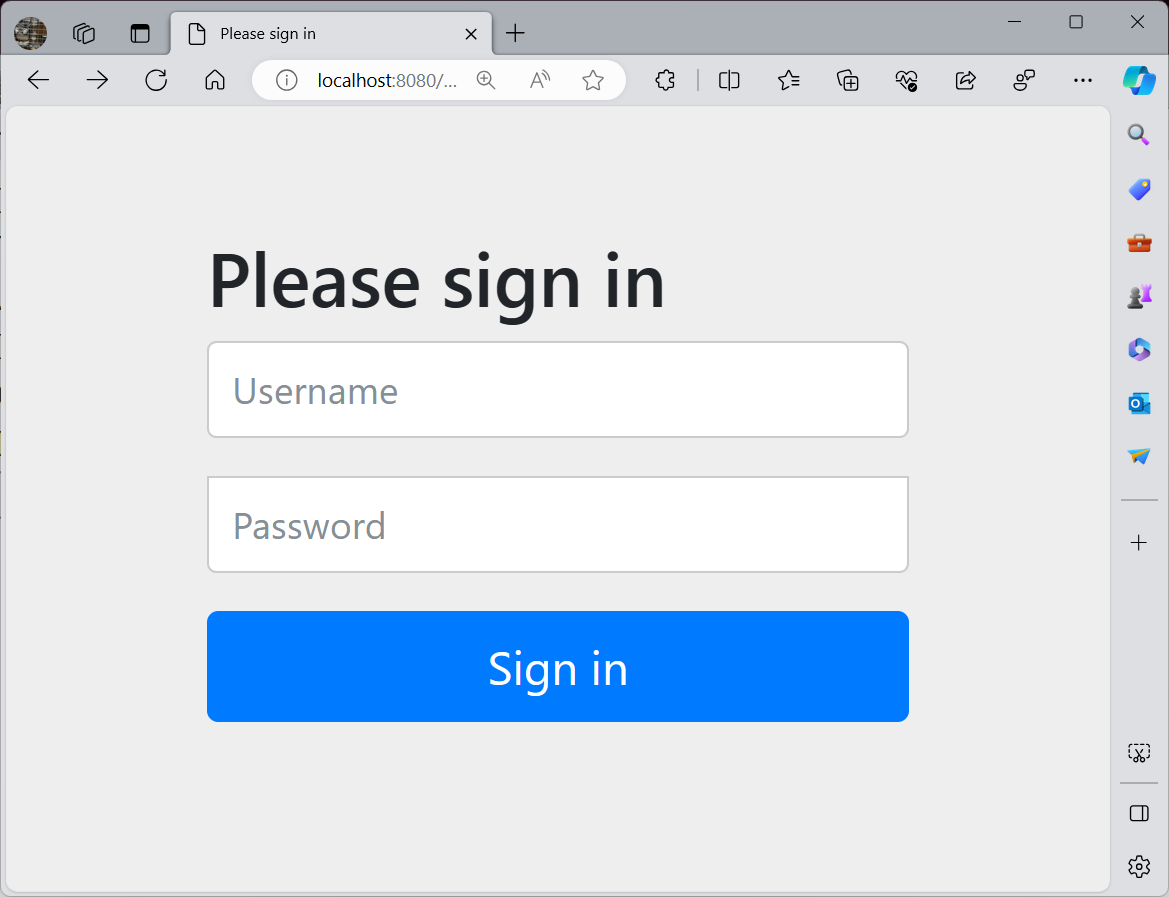 Please sign in
localhost:8080/...
Please sign in
Username
Password
Sign in